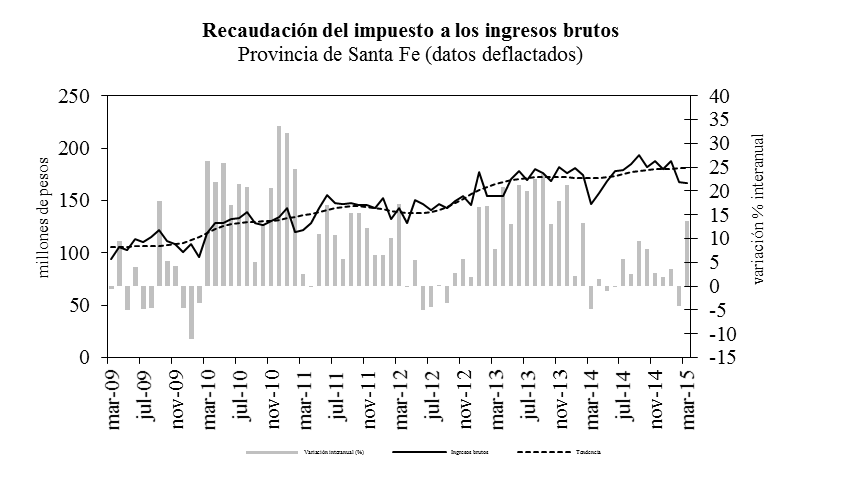 Recaudación del impuesto a los ingresos brutos
Provincia de Santa Fe (datos deflactados)
millones de pesos
250
200
150
100
50
0
40
35
30
25
20
15
10
5
0
-5
-10
-15
variación % interanual
mar-09
jul-09
nov-09
mar-10
jul-10
nov-10
mar-11
jul-11
nov-11
mar-12
jul-12
nov-12
mar-13
jul-13
nov-13
mar-14
jul-14
nov-14
mar-15
Variación interanual (%)
Ingresos brutos
Tendencia